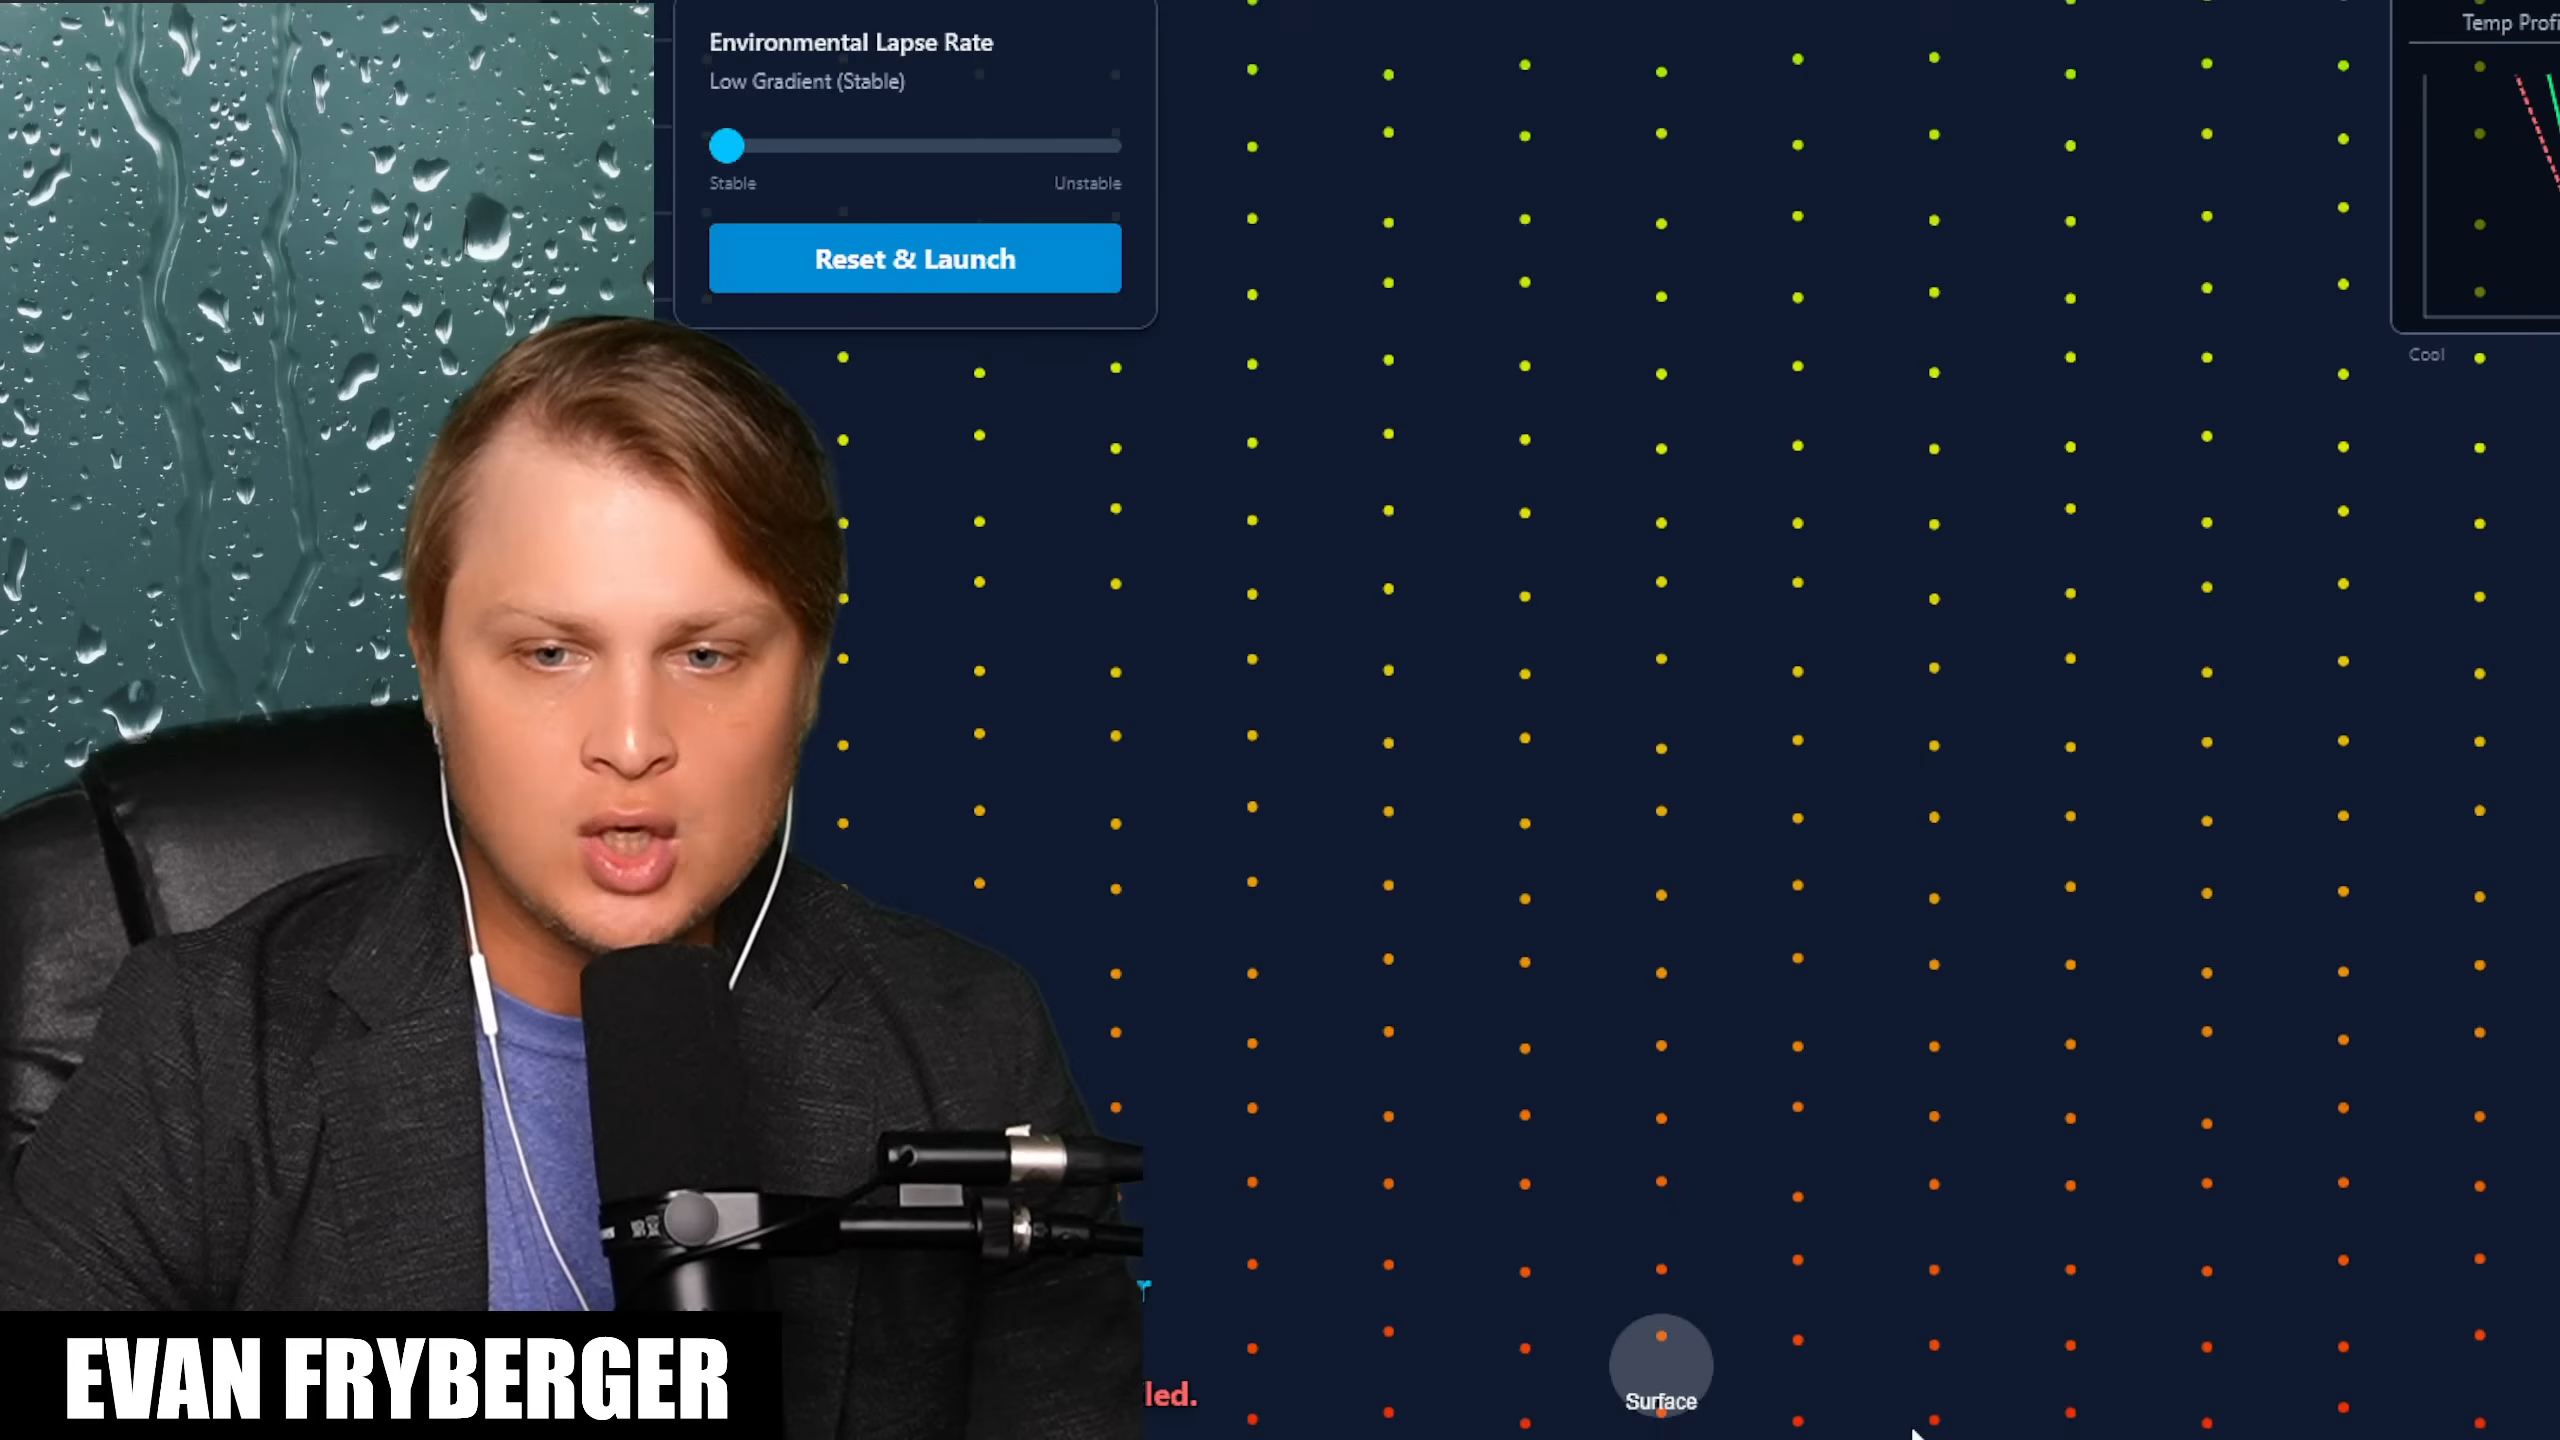 Environmental Lapse Rate
Low Gradient (Stable)
Stable
Unstable
Reset & Launch
Temp Profi
Cool
led.
Surface
EVAN FRYBERGER